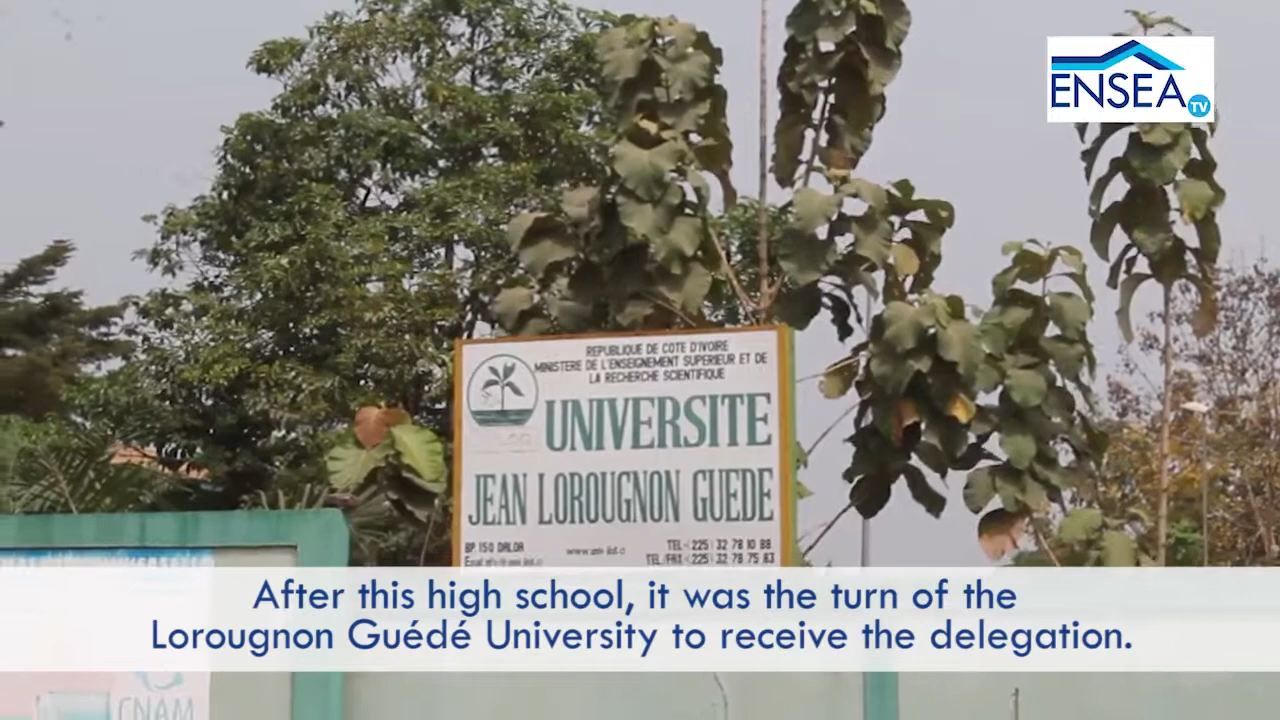 ENSEA TV
REPUBLIQUE DE COTE D'IVOIRE
MINISTERE DE L'ENSEIGNEMENT SUPERIEUR ET DE
LA RECHERCHE SCIENTIFIQUE
UNIVERSITE
JEAN LOROUGNON GUEDE
BP. 150 DALOA
TEL-(225) 32 78 10 88
TEL/FAX-(225) 32 78 75 83
After this high school, it was the turn of the
Lorougnon Guédé University to receive the delegation.
CNAM